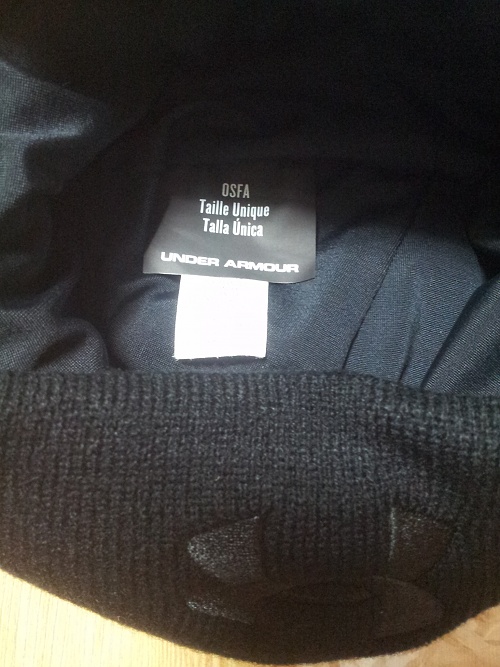 OSFA
Taille Unique
Talla Única
UNDER ARMOUR